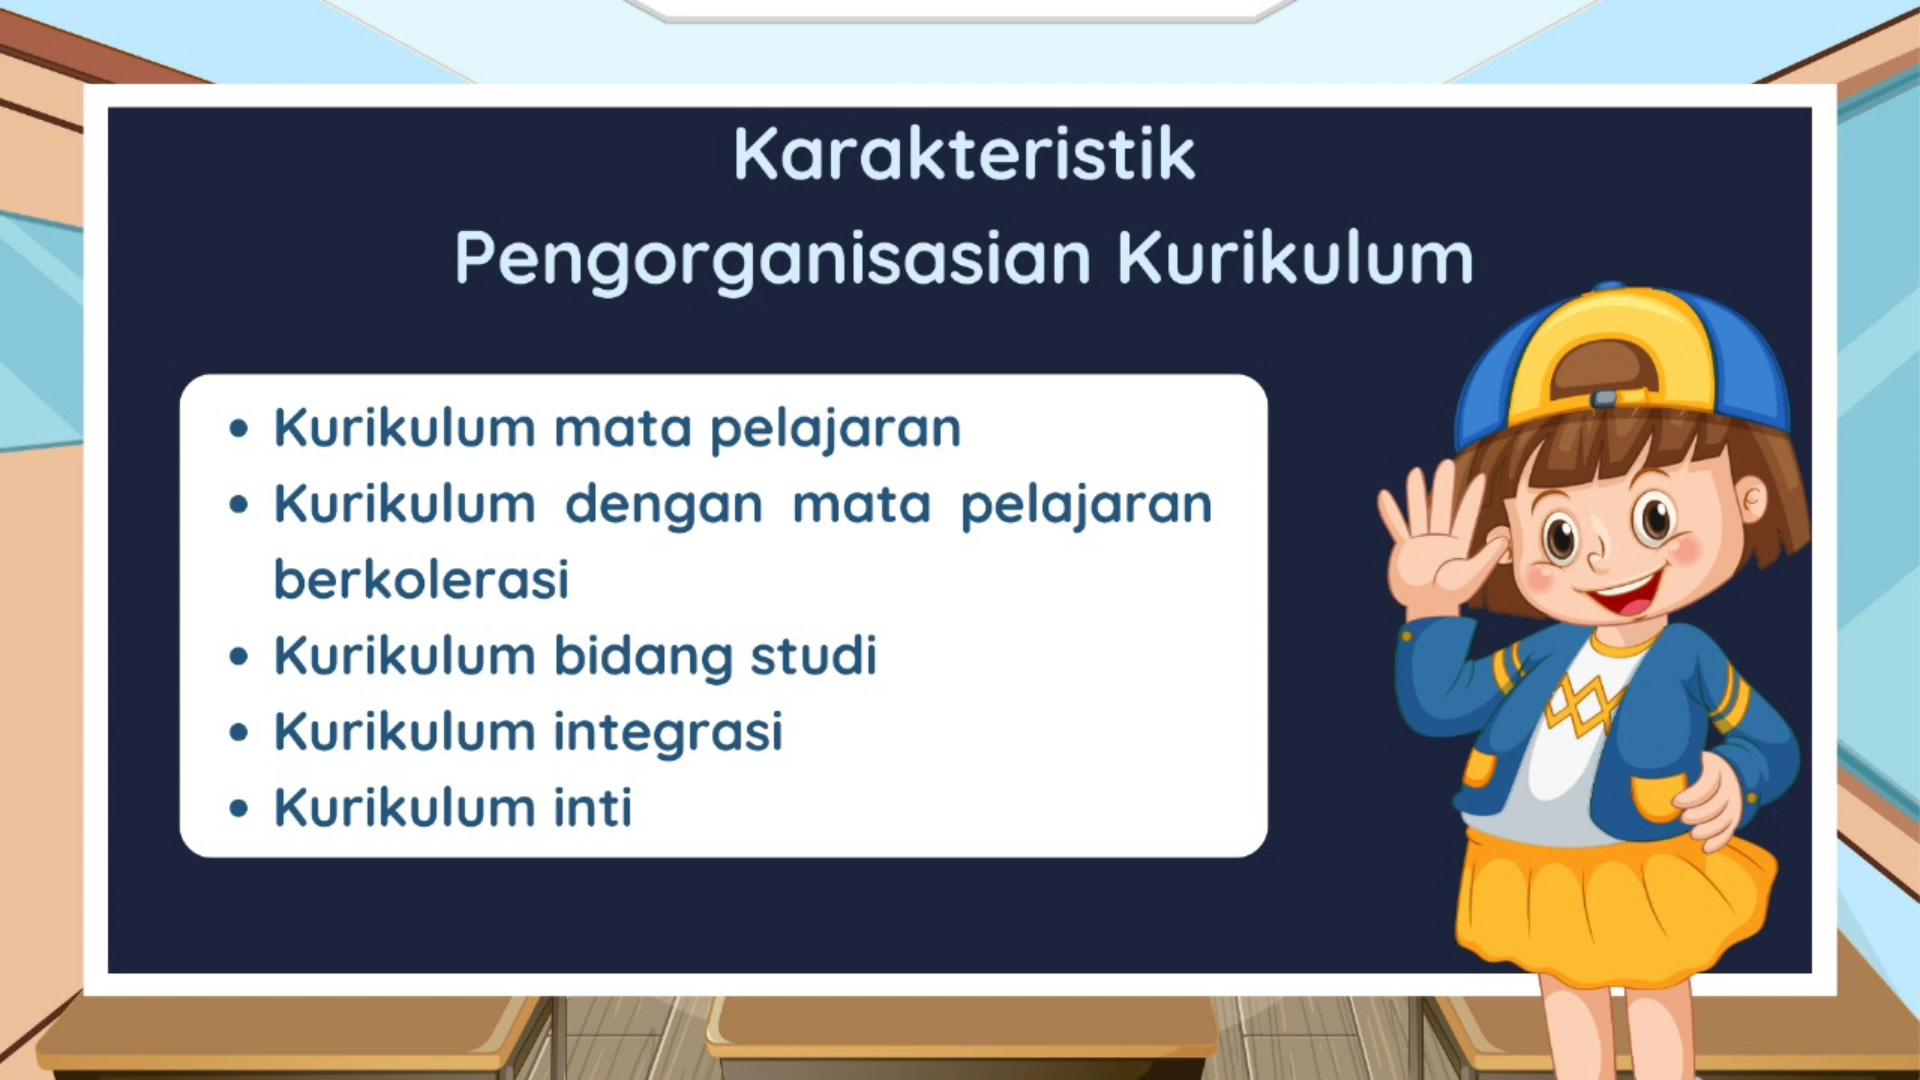 Karakteristik
Pengorganisasian Kurikulum
• Kurikulum mata pelajaran
• Kurikulum dengan mata pelajaran
berkolerasi
• Kurikulum bidang studi
• Kurikulum integrasi
• Kurikulum inti